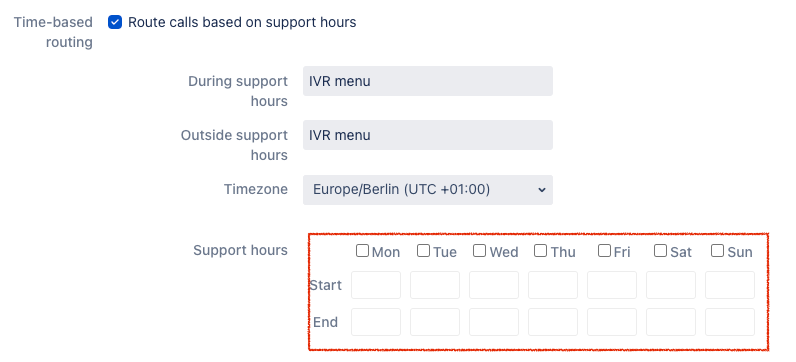 Time-based
routing
Route calls based on support hours
During support
hours
IVR menu
Outside support
hours
IVR menu
Timezone
Europe/Berlin (UTC +01:00)
Support hours
Mon Tue Wed Thu Fri Sat Sun
Start
End